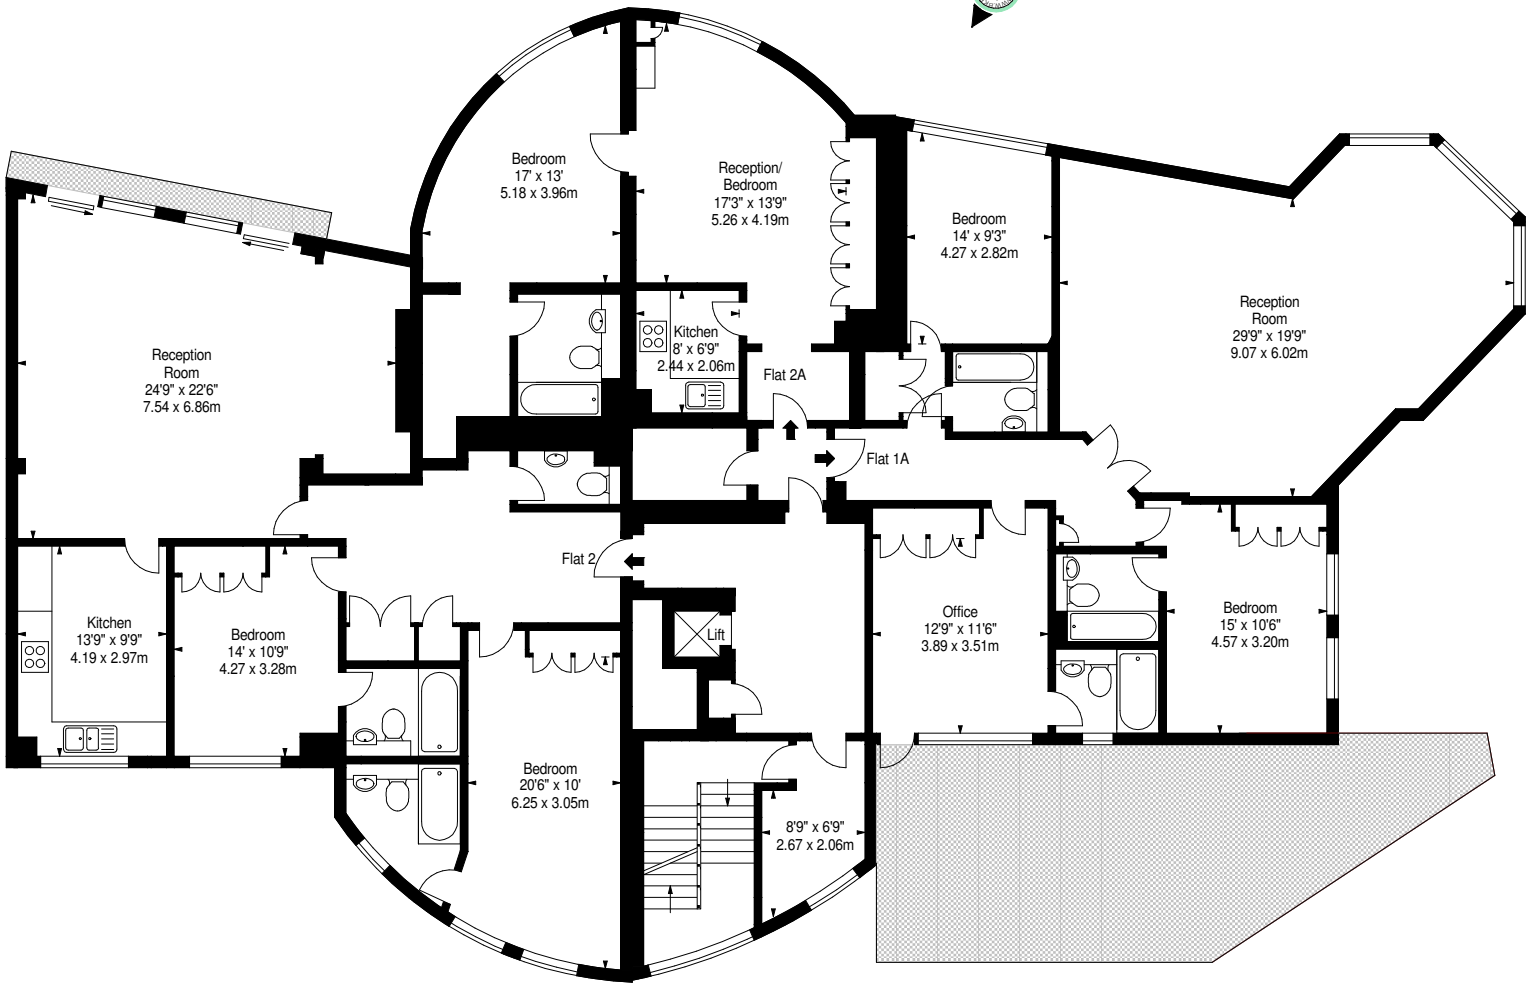 Bedroom
17' x 13'
5.18 x 3.96m
Reception/
Bedroom
17'3" x 13'9"
5.26 x 4.19m
Bedroom
14' x 9'3"
4.27 x 2.82m
Reception
Room
29'9" x 19'9"
9.07 x 6.02m
Reception
Room
24'9" x 22'6"
7.54 x 6.86m
Kitchen
8' x 6'9"
2.44 x 2.06m
Flat 2A
Flat 1A
Flat 2
Kitchen
13'9" x 9'9"
4.19 x 2.97m
Bedroom
14' x 10'9"
4.27 x 3.28m
Lift
Office
12'9" x 11'6"
3.89 x 3.51m
Bedroom
15' x 10'6"
4.57 x 3.20m
Bedroom
20'6" x 10'
6.25 x 3.05m
8'9" x 6'9"
2.67 x 2.06m